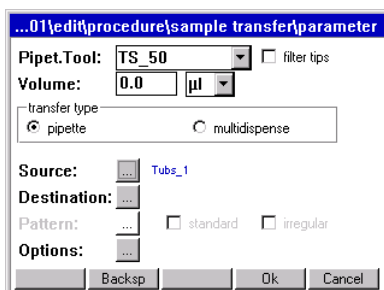 ...01\edit\procedure\sample transfer\parameter
Pipet.Tool: TS_50 filter tips
Volume: 0.0 µl
transfer type
pipette multidispense
Source: ... Tubs_1
Destination: ...
Pattern: ... standard irregular
Options: ...
Backsp Ok Cancel